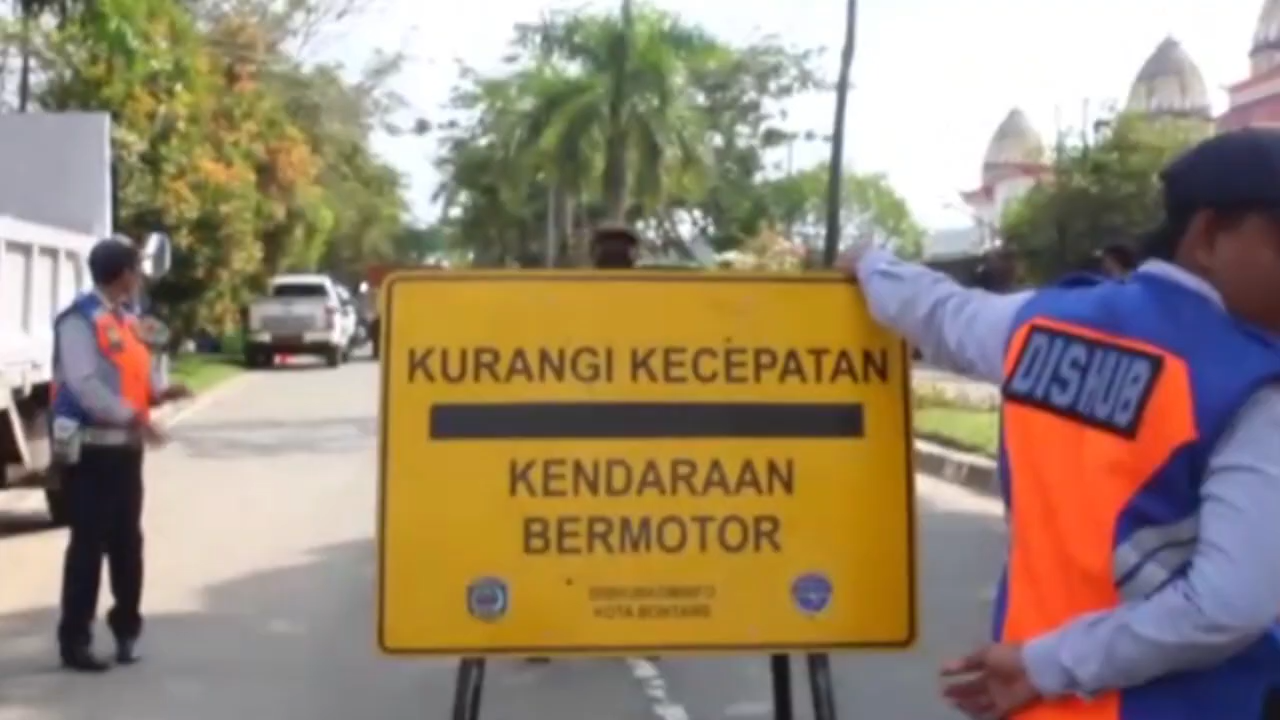 KURANGI KECEPATAN
KENDARAAN
BERMOTOR
KOTA BONTANG
DISHUB